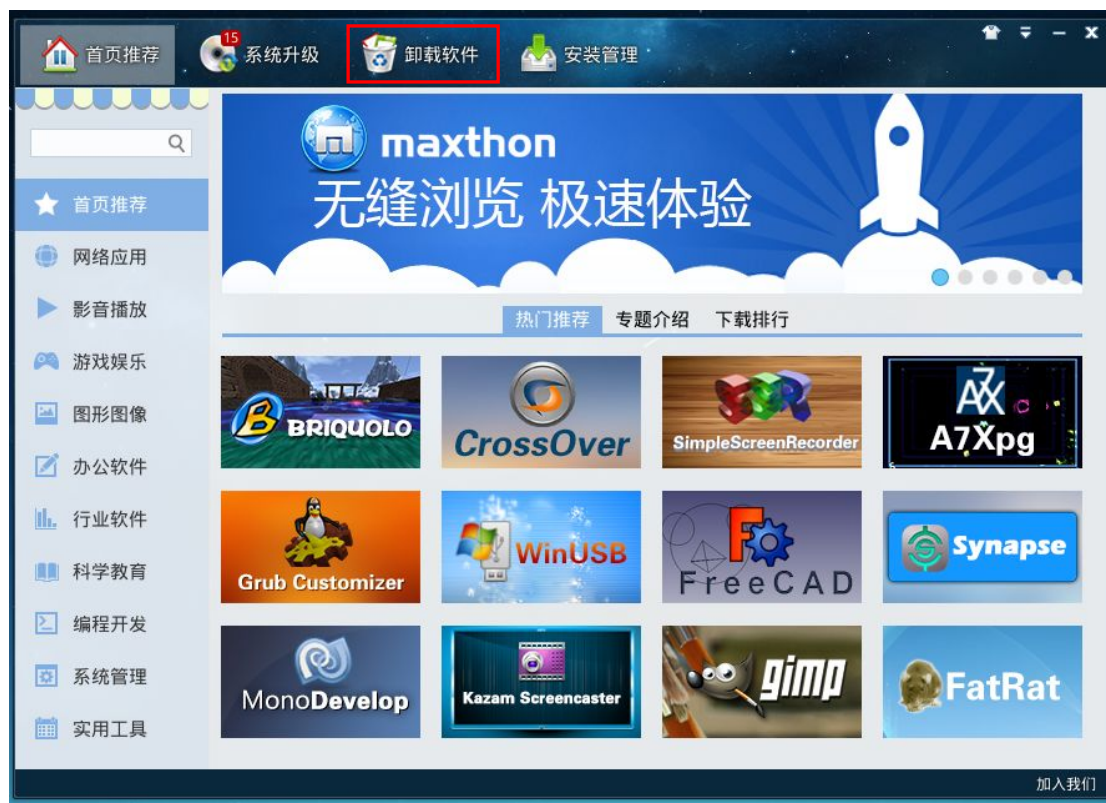 首页推荐
15
系统升级
卸载软件
安装管理
maxthon
无缝浏览 极速体验
首页推荐
网络应用
影音播放
游戏娱乐
图形图像
办公软件
行业软件
科学教育
编程开发
系统管理
实用工具
热门推荐 专题介绍 下载排行
BRIQUOLO
CrossOver
SSR
SimpleScreenRecorder
A7X
A7Xpg
Grub Customizer
WinUSB
FreeCAD
Synapse
MonoDevelop
Kazam Screencaster
gimp
FatRat
加入我们